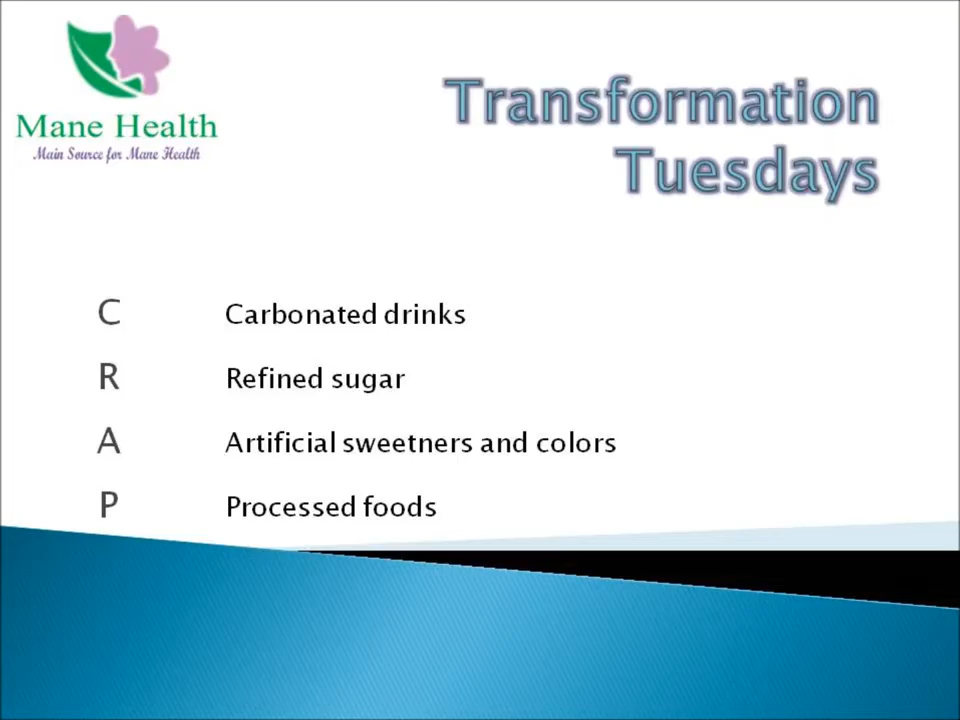 Mane Health
Main Source for Mane Health
Transformation
Tuesdays
C Carbonated drinks
R Refined sugar
A Artificial sweetners and colors
P Processed foods